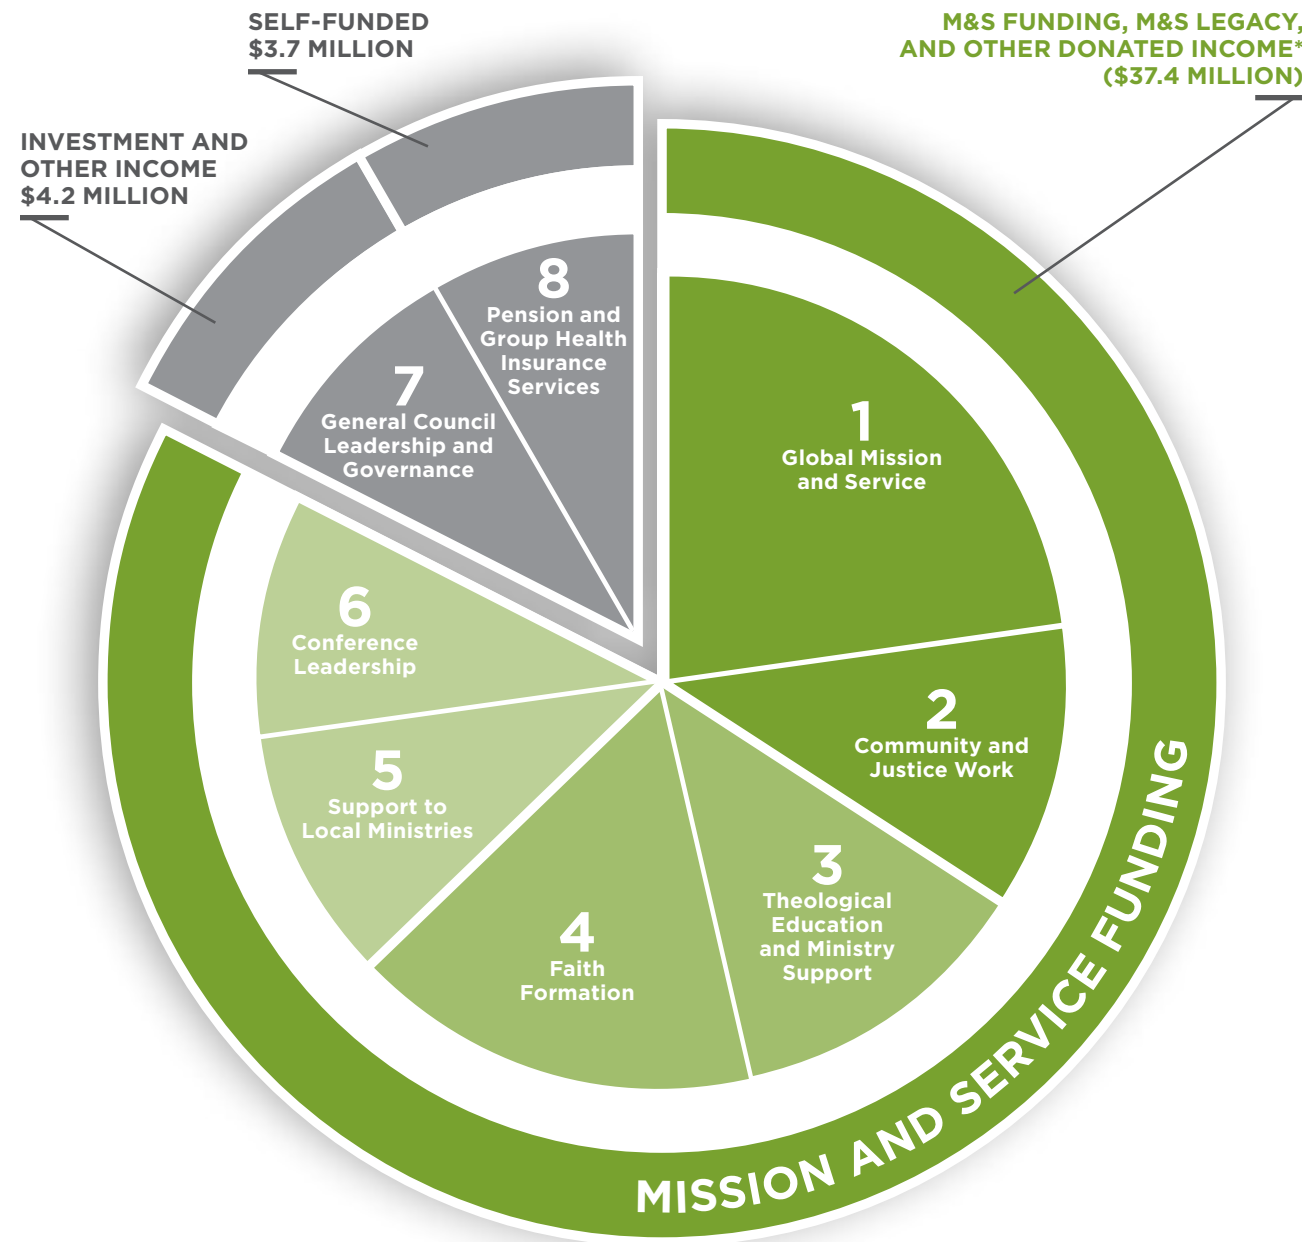 SELF-FUNDED
$3.7 MILLION
M&S FUNDING, M&S LEGACY,
AND OTHER DONATED INCOME*
($37.4 MILLION)
INVESTMENT AND
OTHER INCOME
$4.2 MILLION
8
Pension and
Group Health
Insurance
Services
7
General Council
Leadership and
Governance
1
Global Mission
and Service
6
Conference
Leadership
2
Community and
Justice Work
5
Support to
Local Ministries
3
Theological
Education
and Ministry
Support
4
Faith
Formation
MISSION AND SERVICE FUNDING